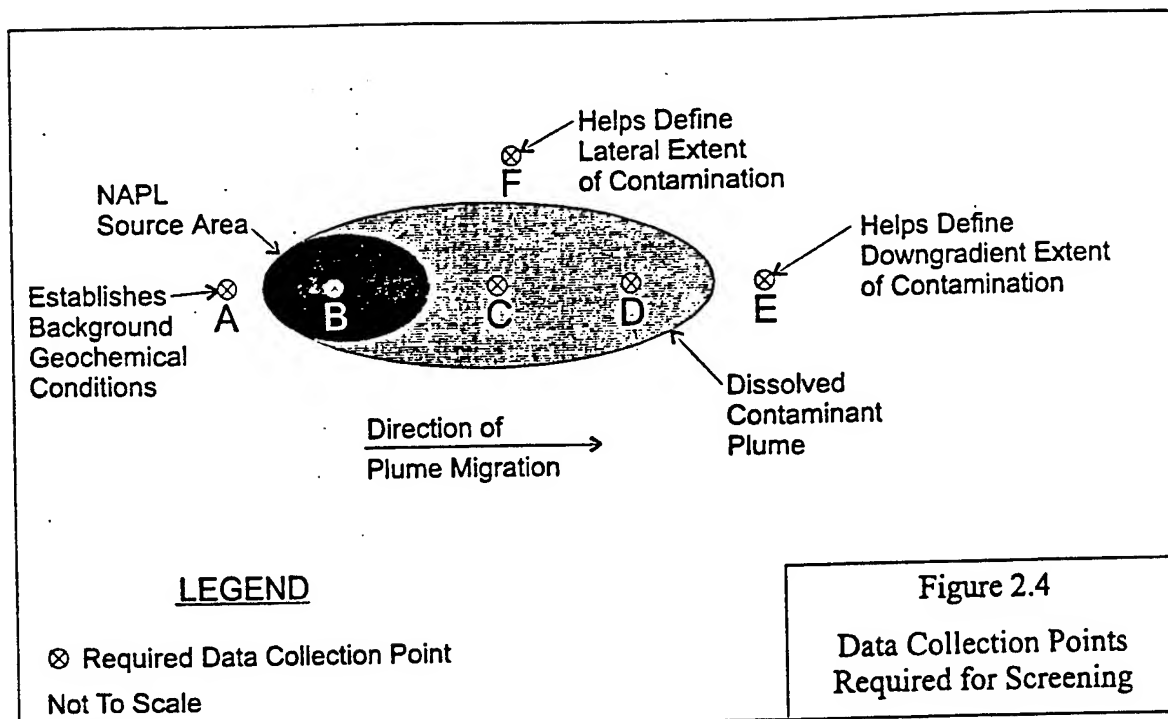 Helps Define
Lateral Extent
of Contamination
F
NAPL
Source Area
Helps Define
Downgradient Extent
of Contamination
Establishes
Background
Geochemical
Conditions
A
B
C
D
E
Dissolved
Contaminant
Plume
Direction of
Plume Migration
LEGEND
⊗ Required Data Collection Point
Not To Scale
Figure 2.4
Data Collection Points
Required for Screening